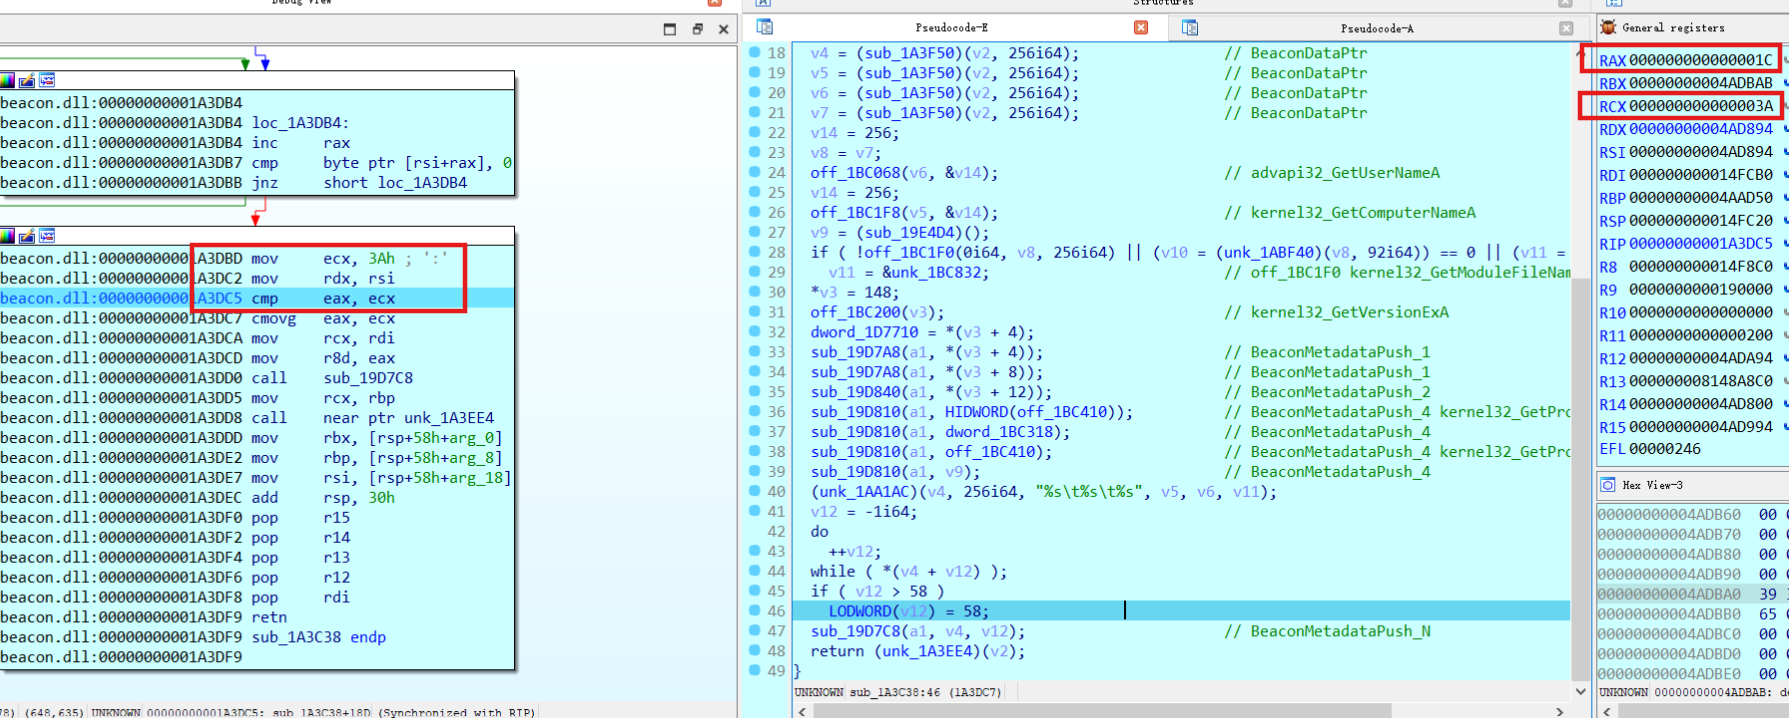 Debug View
beacon.dll:00000000001A3DB4
beacon.dll:00000000001A3DB4 loc_1A3DB4:
beacon.dll:00000000001A3DB4 inc rax
beacon.dll:00000000001A3DB7 cmp byte ptr [rsi+rax], 0
beacon.dll:00000000001A3DBB jnz short loc_1A3DB4
beacon.dll:00000000001A3DBD mov ecx, 3Ah ; ':'
beacon.dll:00000000001A3DC2 mov rdx, rsi
beacon.dll:00000000001A3DC5 cmp eax, ecx
beacon.dll:00000000001A3DC7 cmovg eax, ecx
beacon.dll:00000000001A3DCA mov rcx, rdi
beacon.dll:00000000001A3DCD mov r8d, eax
beacon.dll:00000000001A3DD0 call sub_19D7C8
beacon.dll:00000000001A3DD5 mov rcx, rbp
beacon.dll:00000000001A3DD8 call near ptr unk_1A3EE4
beacon.dll:00000000001A3DDD mov rbx, [rsp+58h+arg_0]
beacon.dll:00000000001A3DE2 mov rbp, [rsp+58h+arg_8]
beacon.dll:00000000001A3DE7 mov rsi, [rsp+58h+arg_18]
beacon.dll:00000000001A3DEC add rsp, 30h
beacon.dll:00000000001A3DF0 pop r15
beacon.dll:00000000001A3DF2 pop r14
beacon.dll:00000000001A3DF4 pop r13
beacon.dll:00000000001A3DF6 pop r12
beacon.dll:00000000001A3DF8 pop rdi
beacon.dll:00000000001A3DF9 retn
beacon.dll:00000000001A3DF9 sub_1A3C38 endp
beacon.dll:00000000001A3DF9
78) (648,635) UNKNOWN 00000000001A3DC5: sub_1A3C38+18D (Synchronized with RIP)
Structures
Pseudocode-E
Pseudocode-A
18 v4 = (sub_1A3F50)(v2, 256i64); // BeaconDataPtr
19 v5 = (sub_1A3F50)(v2, 256i64); // BeaconDataPtr
20 v6 = (sub_1A3F50)(v2, 256i64); // BeaconDataPtr
21 v7 = (sub_1A3F50)(v2, 256i64); // BeaconDataPtr
22 v14 = 256;
23 v8 = v7;
24 off_1BC068(v6, &v14); // advapi32_GetUserNameA
25 v14 = 256;
26 off_1BC1F8(v5, &v14); // kernel32_GetComputerNameA
27 v9 = (sub_19E4D4)();
28 if ( !off_1BC1F0(0i64, v8, 256i64) || (v10 = (unk_1ABF40)(v8, 92i64)) == 0 || (v11 =
29 v11 = &unk_1BC832; // off_1BC1F0 kernel32_GetModuleFileNam
30 *v3 = 148;
31 off_1BC200(v3); // kernel32_GetVersionExA
32 dword_1D7710 = *(v3 + 4);
33 sub_19D7A8(a1, *(v3 + 4)); // BeaconMetadataPush_1
34 sub_19D7A8(a1, *(v3 + 8)); // BeaconMetadataPush_1
35 sub_19D840(a1, *(v3 + 12)); // BeaconMetadataPush_2
36 sub_19D810(a1, HIDWORD(off_1BC410)); // BeaconMetadataPush_4 kernel32_GetPro
37 sub_19D810(a1, dword_1BC318); // BeaconMetadataPush_4
38 sub_19D810(a1, off_1BC410); // BeaconMetadataPush_4 kernel32_GetPro
39 sub_19D810(a1, v9); // BeaconMetadataPush_4
40 (unk_1AA1AC)(v4, 256i64, "%s\t%s\t%s", v5, v6, v11);
41 v12 = -1i64;
42 do
43 ++v12;
44 while ( *(v4 + v12) );
45 if ( v12 > 58 )
46 LODWORD(v12) = 58;
47 sub_19D7C8(a1, v4, v12); // BeaconMetadataPush_N
48 return (unk_1A3EE4)(v2);
49 }
UNKNOWN sub_1A3C38:46 (1A3DC7)
General registers
RAX 000000000000001C
RBX 00000000004ADBAB
RCX 000000000000003A
RDX 00000000004AD894
RSI 00000000004AD894
RDI 00000000014FCB0
RBP 00000000004AAD50
RSP 00000000014FC20
RIP 00000000001A3DC5
R8 00000000014F8C0
R9 0000000000190000
R10 0000000000000000
R11 0000000000000200
R12 00000000004ADA94
R13 000000008148A8C0
R14 00000000004AD800
R15 00000000004AD994
EFL 00000246
Hex View-3
00000000004ADB60 00
00000000004ADB70 00
00000000004ADB80 00
00000000004ADB90 00
00000000004ADBA0 39
00000000004ADBB0 65
00000000004ADBC0 00
00000000004ADBD0 00
00000000004ADBE0 00
UNKNOWN 00000000004ADBAB: de